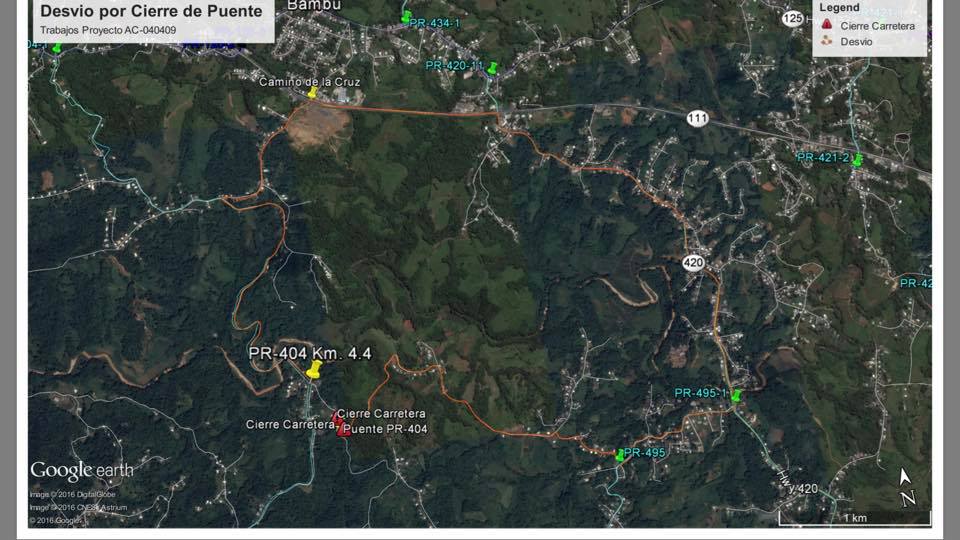 Desvio por Cierre de Puente
Trabajos Proyecto AC-040409
Bambú
PR-434-1
125
Legend
Cierre Carretera
Desvio
PR-420-11
Camino de la Cruz
111
PR-421-2
420
PR-42
PR-404 Km. 4.4
PR-495-1
Cierre Carretera
Cierre Carretera
Puente PR-404
PR-495
Google earth
Hwy 420
Image © 2016 DigitalGlobe
Image © 2016 CNES / Astrium
© 2016 Google
N
1 km